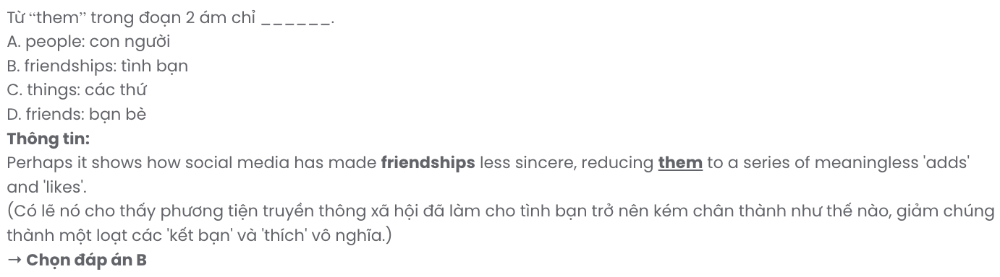 Từ “them” trong đoạn 2 ám chỉ ______.
A. people: con người
B. friendships: tình bạn
C. things: các thứ
D. friends: bạn bè
Thông tin:
Perhaps it shows how social media has made friendships less sincere, reducing them to a series of meaningless 'adds'
and 'likes'.
(Có lẽ nó cho thấy phương tiện truyền thông xã hội đã làm cho tình bạn trở nên kém chân thành như thế nào, giảm chúng
thành một loạt các 'kết bạn' và 'thích' vô nghĩa.)
→ Chọn đáp án B